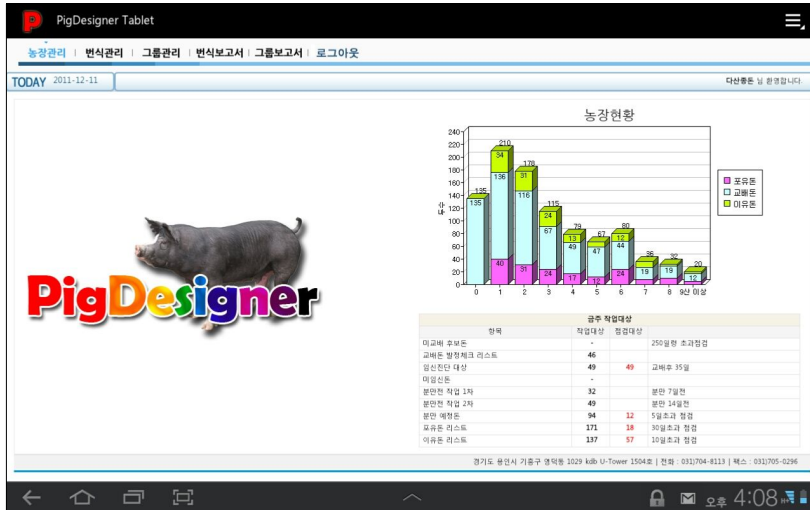 PigDesigner Tablet
농장관리 | 번식관리 | 그룹관리 | 번식보고서 | 그룹보고서 | 로그아웃
TODAY 2011-12-11
다산종돈 님 환영합니다.
농장현황
240
220
200
180
160
140
120
100
80
60
40
20
0
두수
135
135
210
34
136
40
178
31
116
31
115
24
67
24
79
13
49
17
67
47
12
80
12
44
24
36
19
32
19
20
12
0 1 2 3 4 5 6 7 8 9산 이상
포유돈
교배돈
이유돈
PigDesigner
금주 작업대상
항목 작업대상 점검대상
미교배 후보돈 - 250일령 초과점검
교배돈 발정체크 리스트 46
임신진단 대상 49 49 교배후 35일
미임신돈 -
분만전 작업 1차 32 분만 7일전
분만전 작업 2차 49 분만 14일전
분만 예정돈 94 12 5일초과 점검
포유돈 리스트 171 18 30일초과 점검
이유돈 리스트 137 57 10일초과 점검
경기도 용인시 기흥구 영덕동 1029 kdb U-Tower 1504호 | 전화 : 031)704-8113 | 팩스 : 031)705-0296
오후 4:08